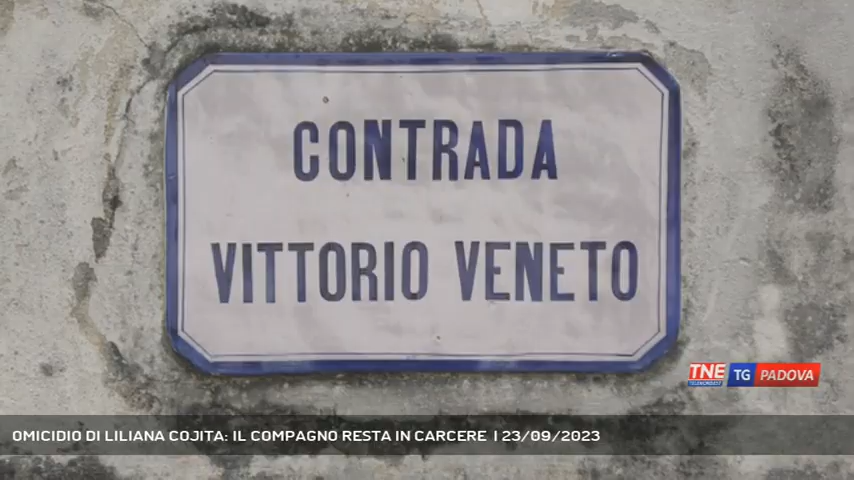 CONTRADA
VITTORIO VENETO
TNE TG PADOVA
OMICIDIO DI LILIANA COJITA: IL COMPAGNO RESTA IN CARCERE | 23/09/2023